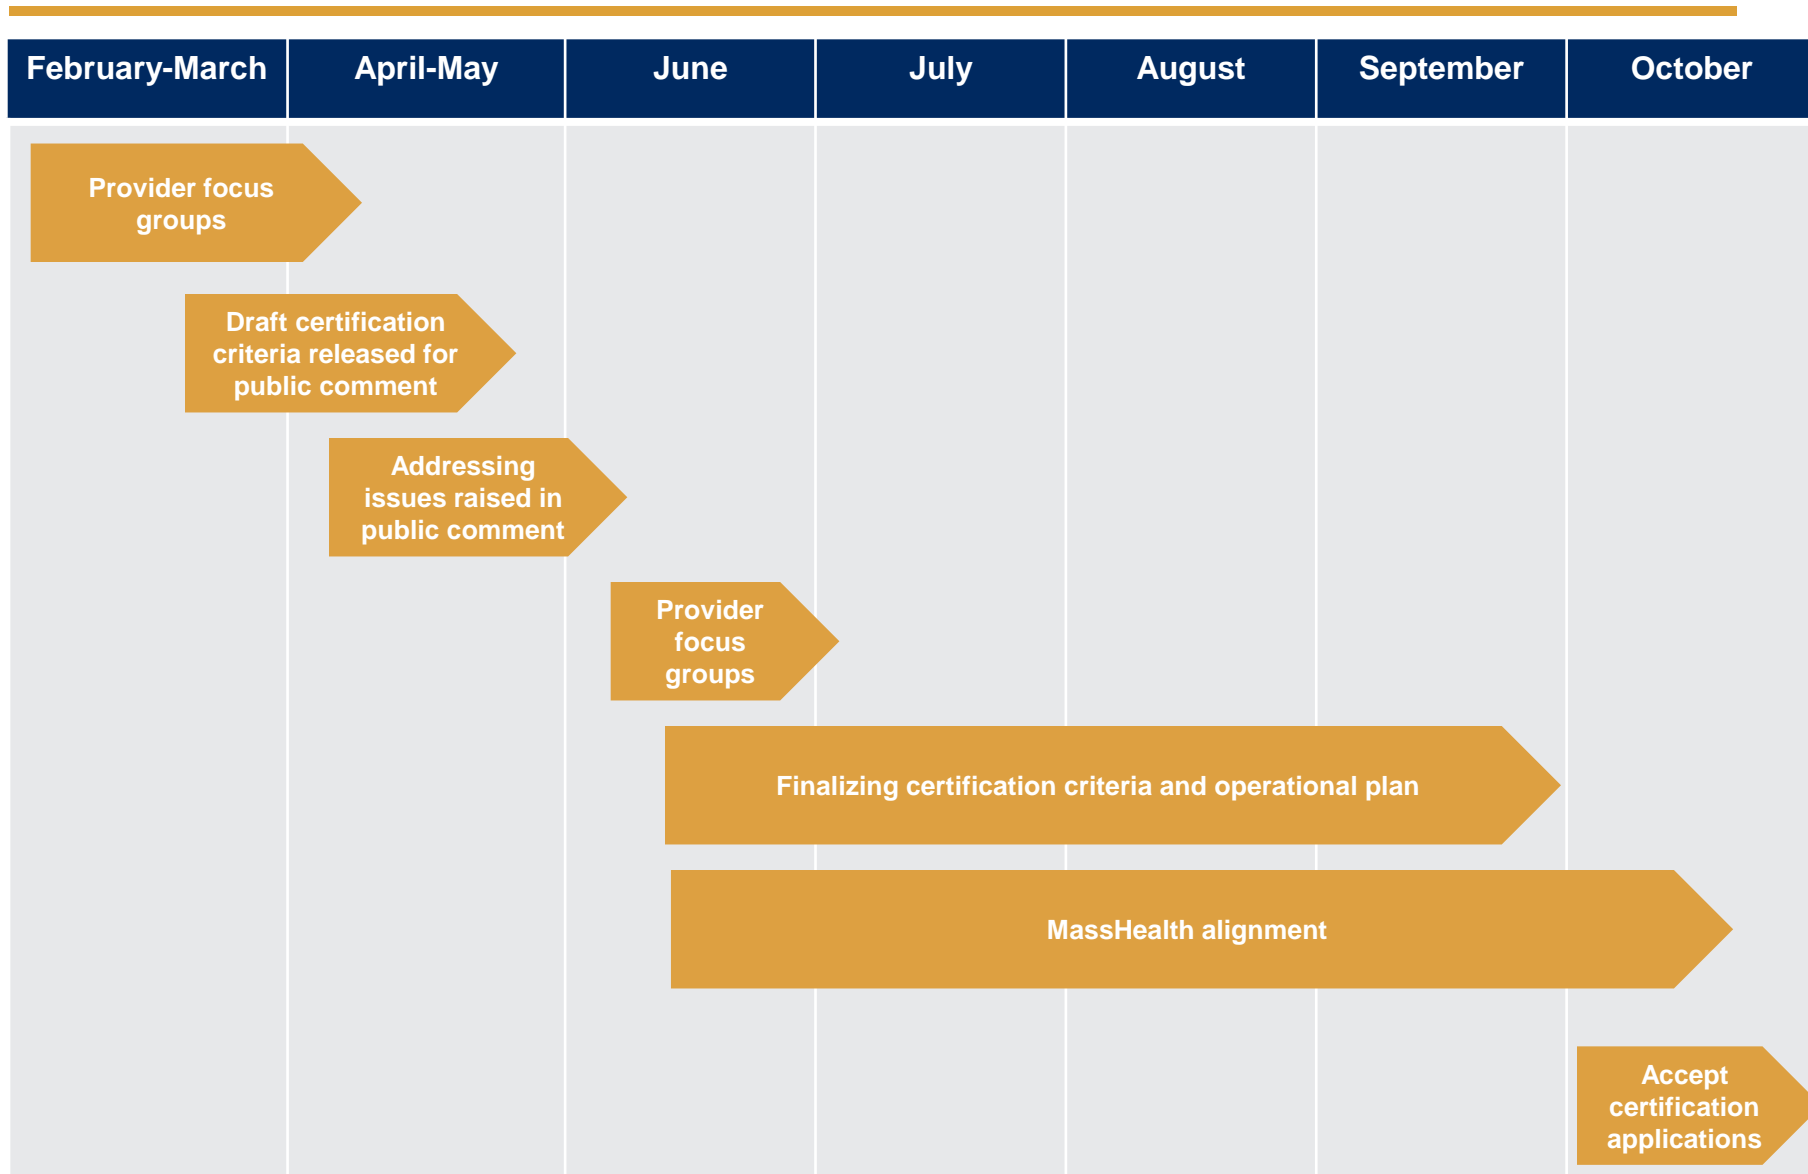 February-March April-May June July August September October
Provider focus
groups
Draft certification
criteria released for
public comment
Addressing
issues raised in
public comment
Provider
focus
groups
Finalizing certification criteria and operational plan
MassHealth alignment
Accept
certification
applications